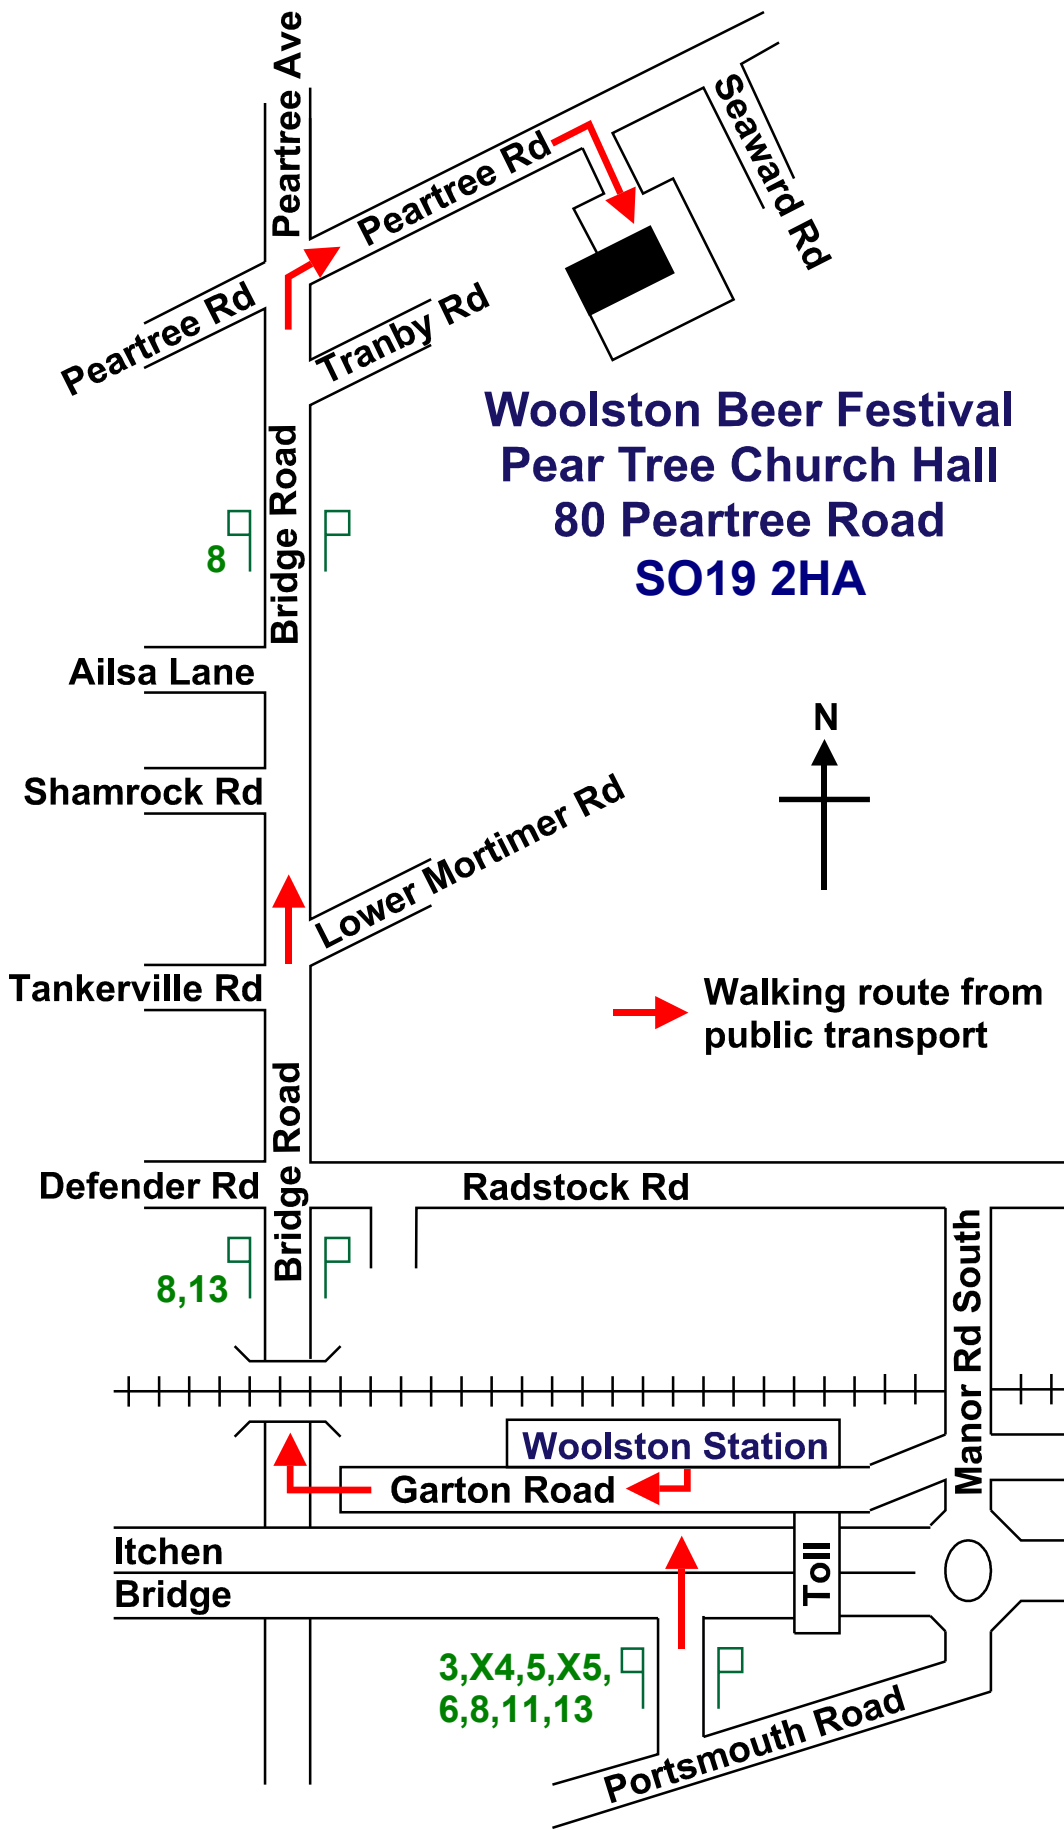 Peartree Ave
Peartree Rd
Seaward Rd
Peartree Rd
Tranby Rd
Woolston Beer Festival
Pear Tree Church Hall
80 Peartree Road
SO19 2HA
Bridge Road
8
Ailsa Lane
N
Shamrock Rd
Lower Mortimer Rd
Tankerville Rd
Walking route from
public transport
Bridge Road
Defender Rd
Radstock Rd
8,13
Manor Rd South
Woolston Station
Garton Road
Itchen
Bridge
Toll
3,X4,5,X5,
6,8,11,13
Portsmouth Road